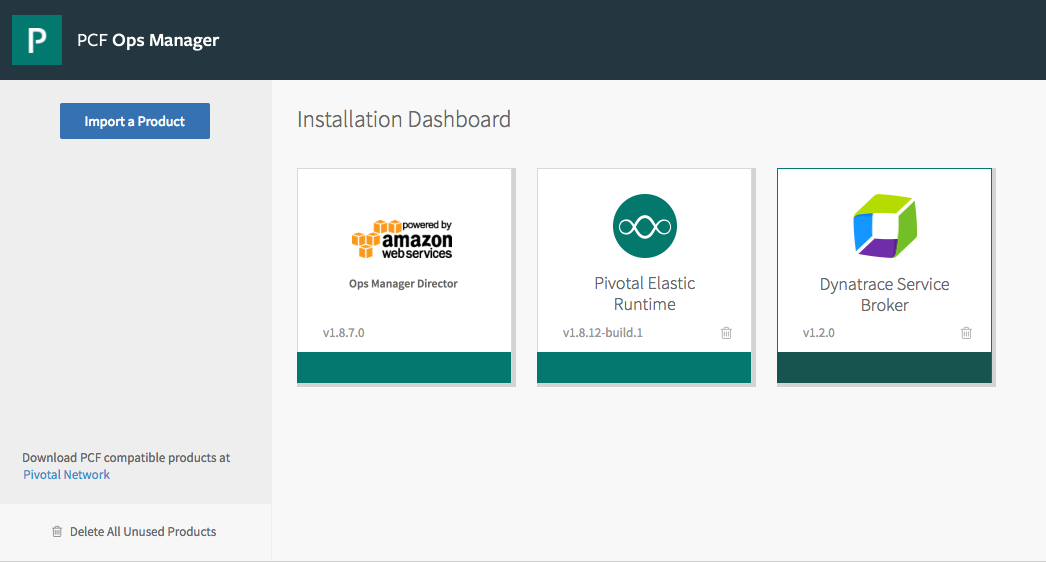 P
PCF Ops Manager
Import a Product
Installation Dashboard
powered by
amazon
web services
Ops Manager Director
v1.8.7.0
Pivotal Elastic
Runtime
v1.8.12-build.1
Dynatrace Service
Broker
v1.2.0
Download PCF compatible products at
Pivotal Network
Delete All Unused Products